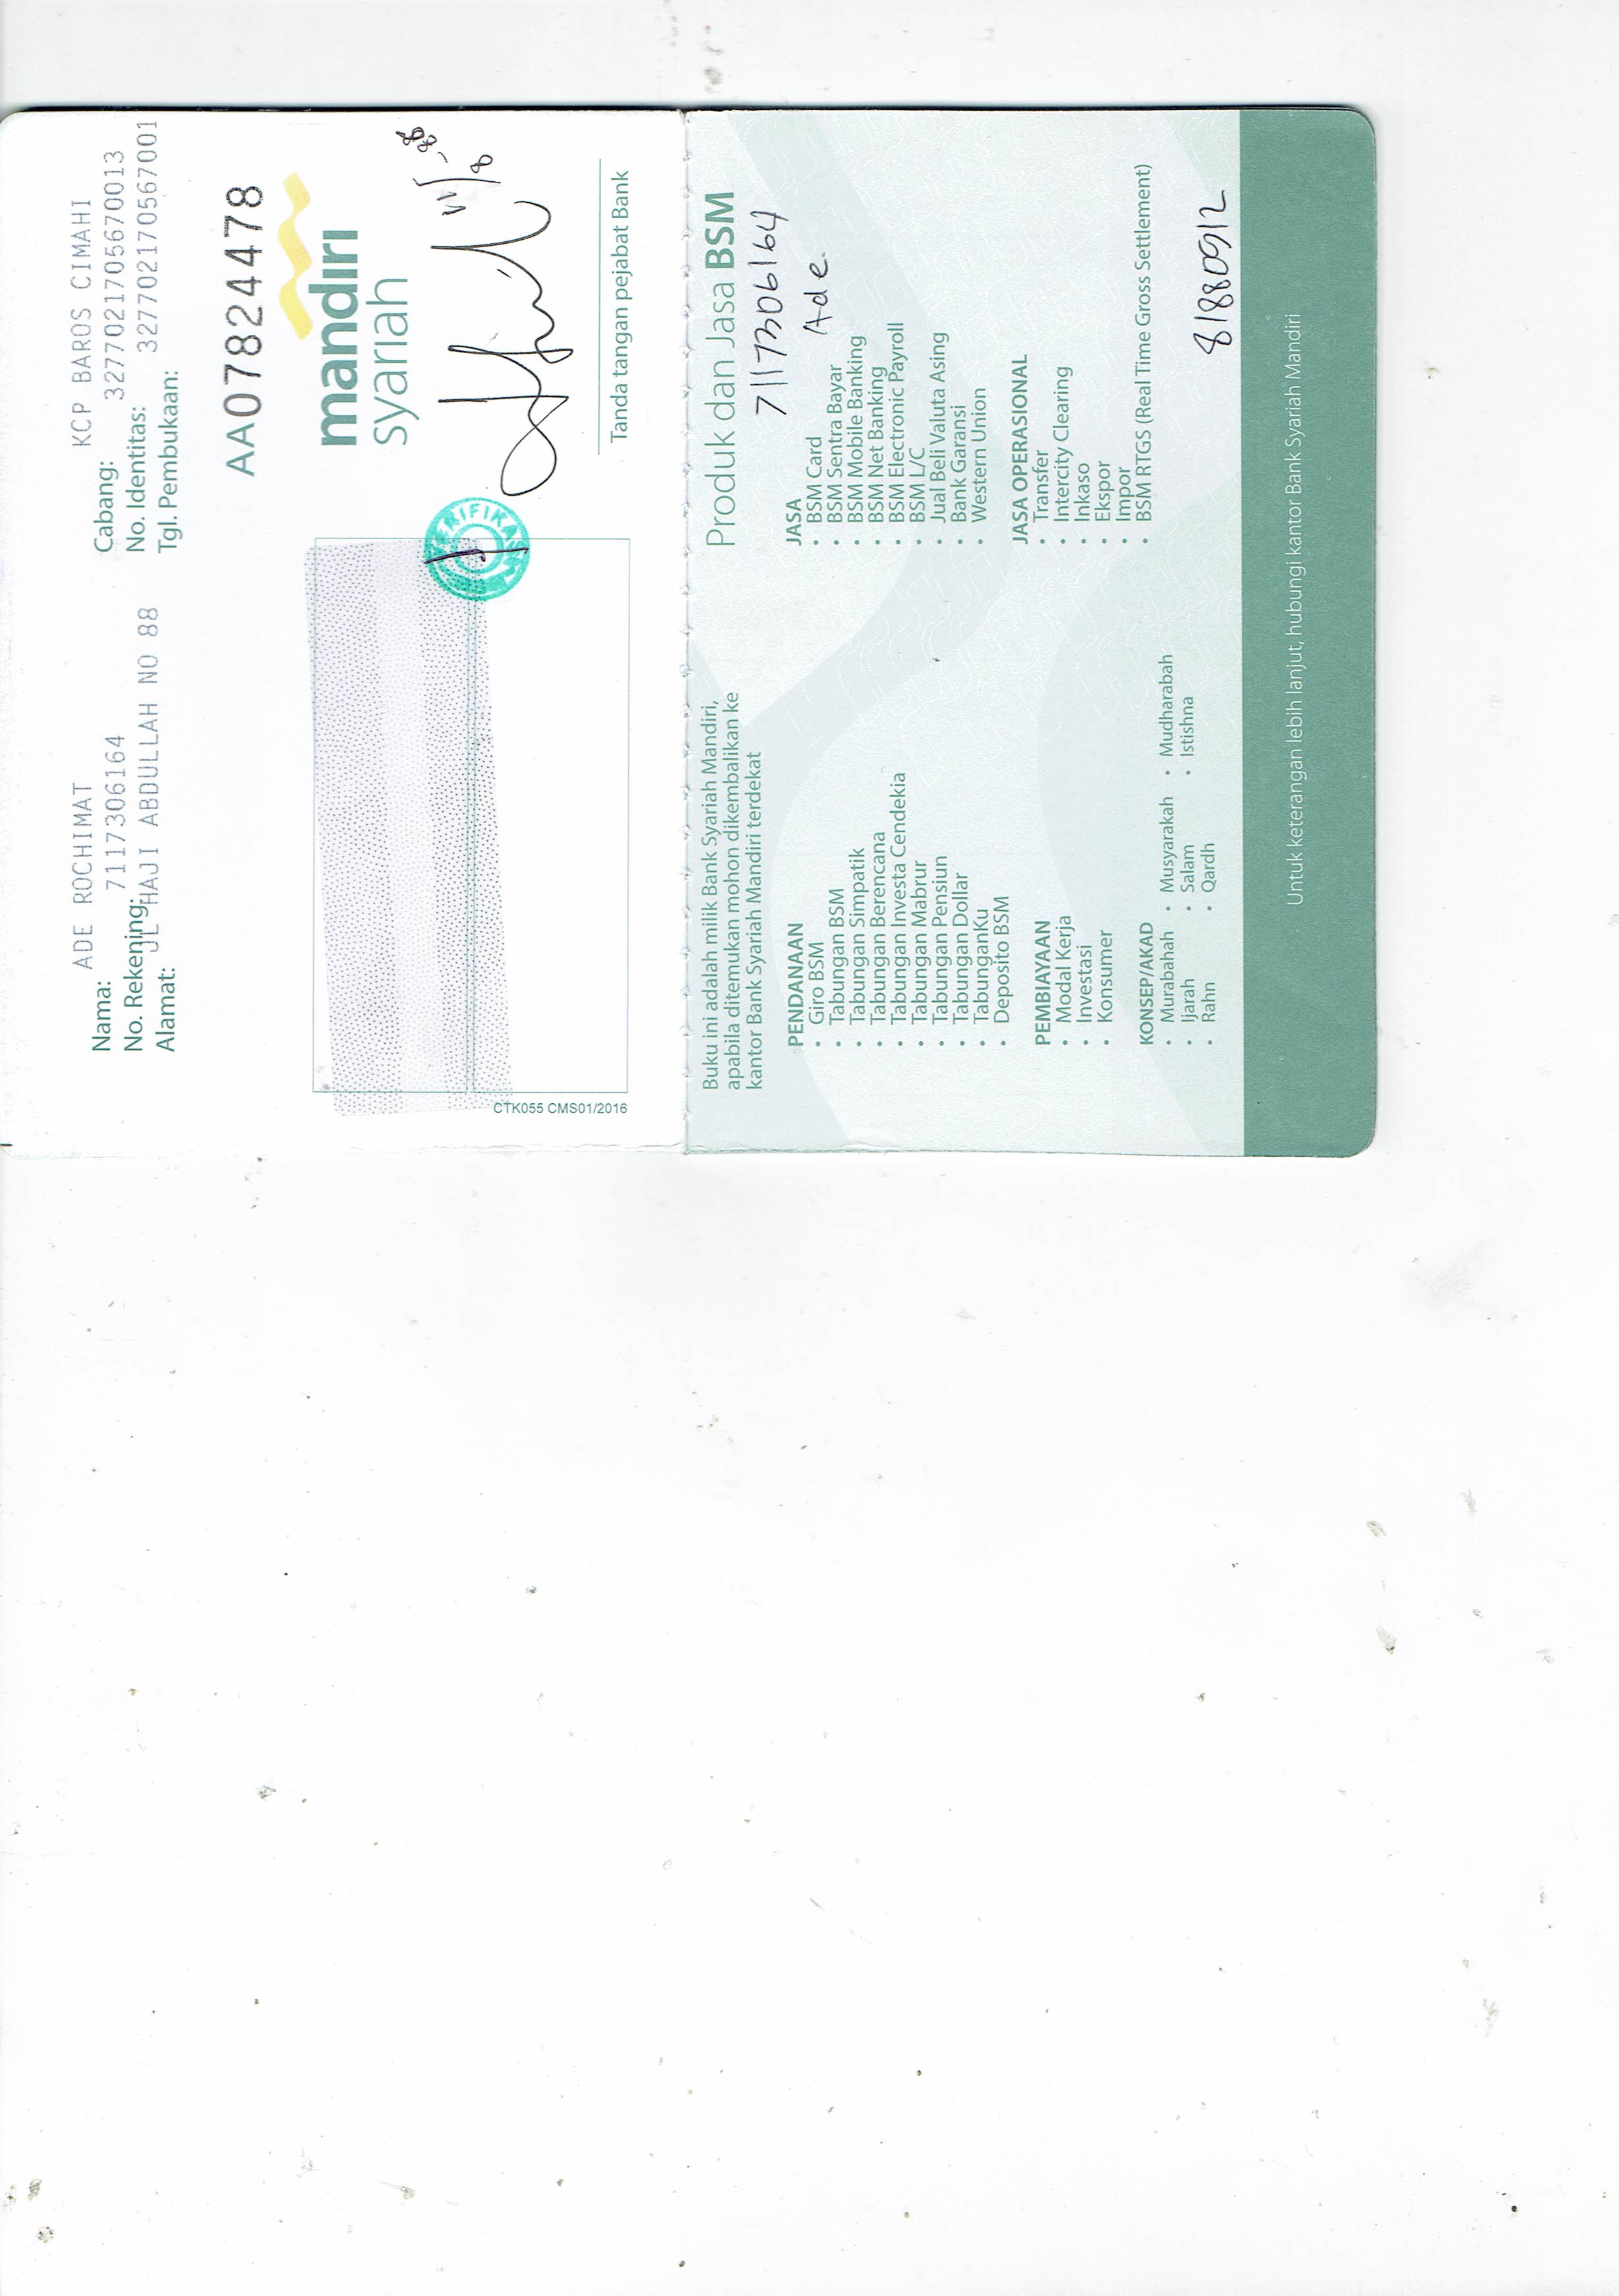 ADE ROCHIMAT
Nama:
7117306164
No. Rekening:
JL HAJI ABDULLAH NO 88
Alamat:
KCP BAROS CIMAHI
Cabang:
3277021705670013
No. Identitas:
3277021705670001
Tgl. Pembukaan:
AA07824478
mandiri
syariah
VERIFIKASI
Tanda tangan pejabat Bank
CTK055 CMS01/2016
Buku ini adalah milik Bank Syariah Mandiri,
apabila ditemukan mohon dikembalikan ke
kantor Bank Syariah Mandiri terdekat
PENDANAAN
• Giro BSM
• Tabungan BSM
• Tabungan Simpatik
• Tabungan Berencana
• Tabungan Investa Cendekia
• Tabungan Mabrur
• Tabungan Pensiun
• Tabungan Dollar
• TabunganKu
• Deposito BSM
PEMBIAYAAN
• Modal Kerja
• Investasi
• Konsumer
KONSEP/AKAD
• Murabahah • Musyarakah • Mudharabah
• Ijarah • Salam • Istishna
• Rahn • Qardh
Produk dan Jasa BSM
7117306164
Ade.
JASA
• BSM Card
• BSM Sentra Bayar
• BSM Mobile Banking
• BSM Net Banking
• BSM Electronic Payroll
• BSM L/C
• Jual Beli Valuta Asing
• Bank Garansi
• Western Union
JASA OPERASIONAL
• Transfer
• Intercity Clearing
• Inkaso
• Ekspor
• Impor
• BSM RTGS (Real Time Gross Settlement)
81880912
Untuk keterangan lebih lanjut, hubungi kantor Bank Syariah Mandiri